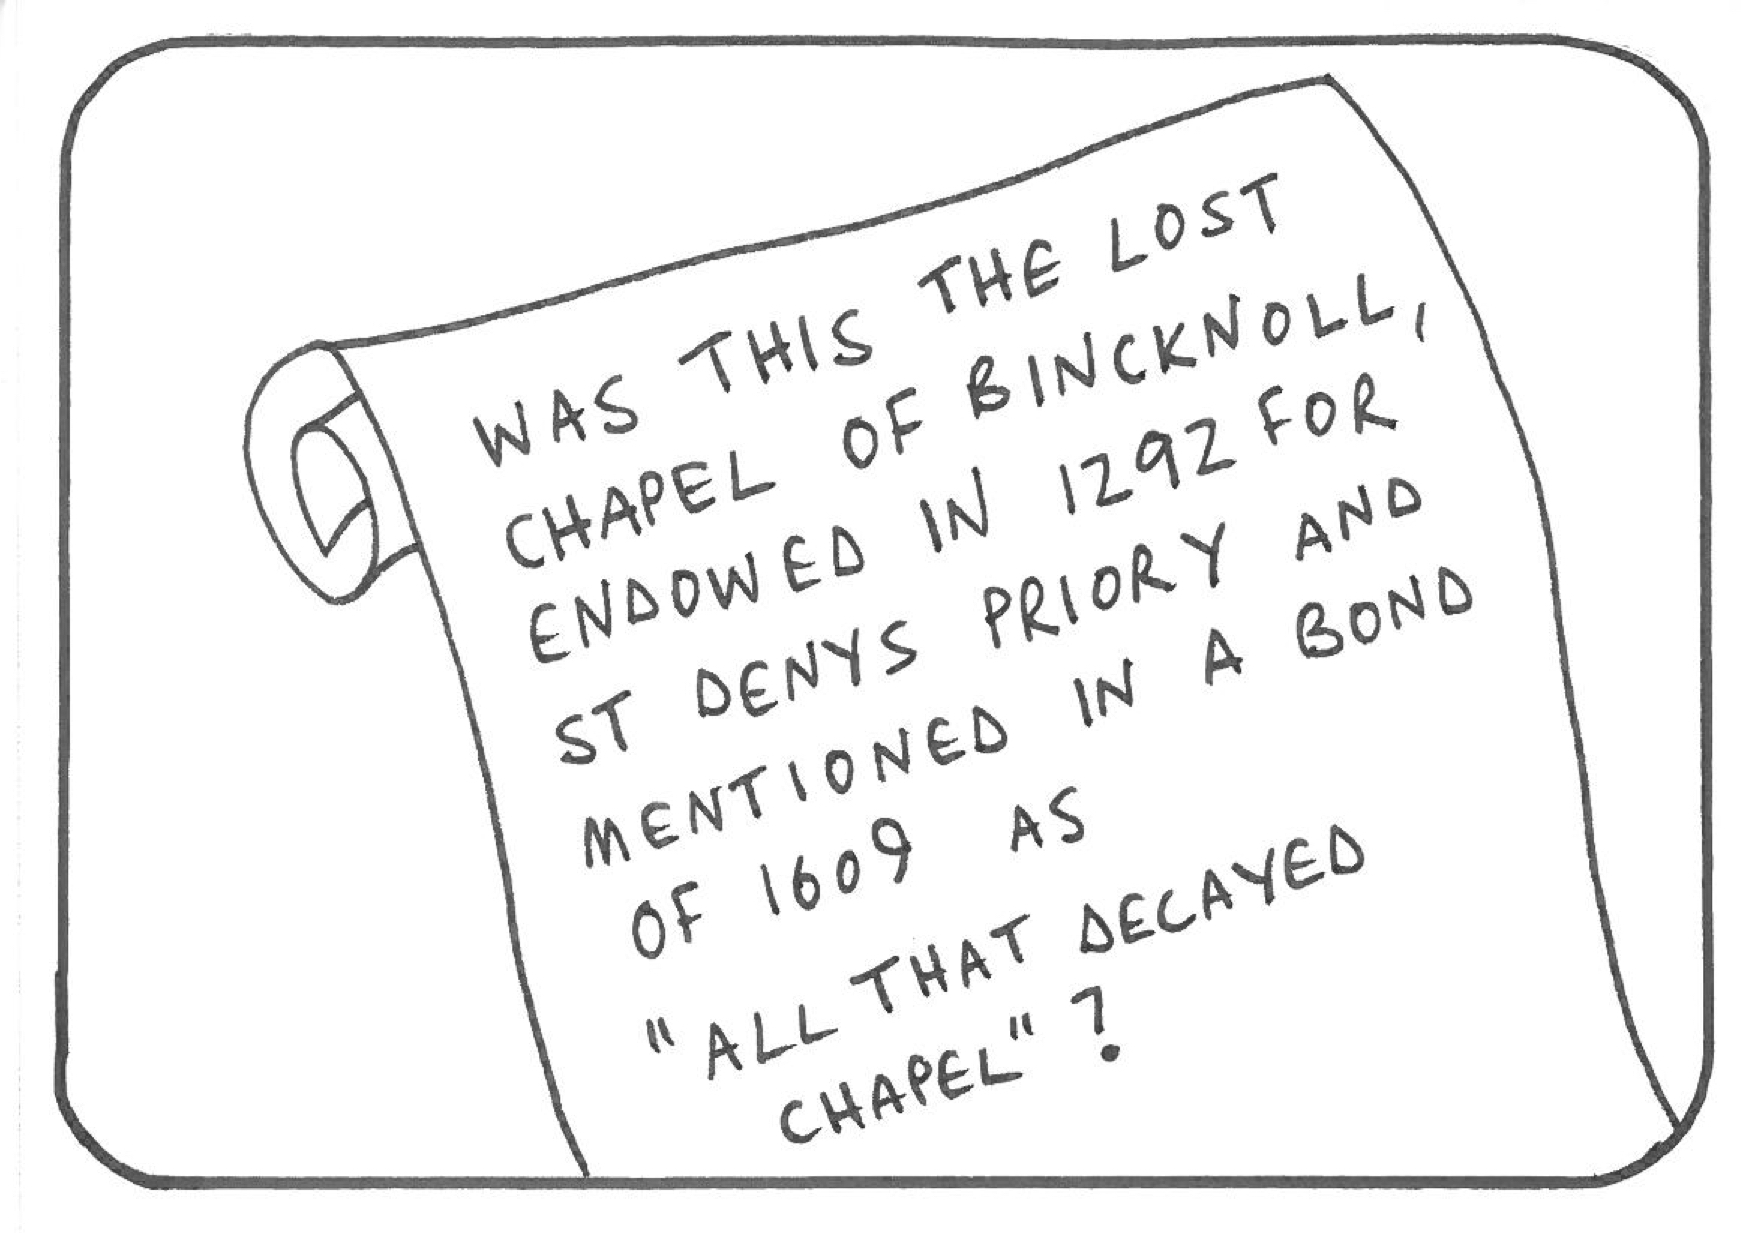 WAS THIS THE LOST
CHAPEL OF BINCKNOLL,
ENDOWED IN 1292 FOR
ST DENYS PRIORY AND
MENTIONED IN A BOND
OF 1609 AS
"ALL THAT DECAYED
CHAPEL"?